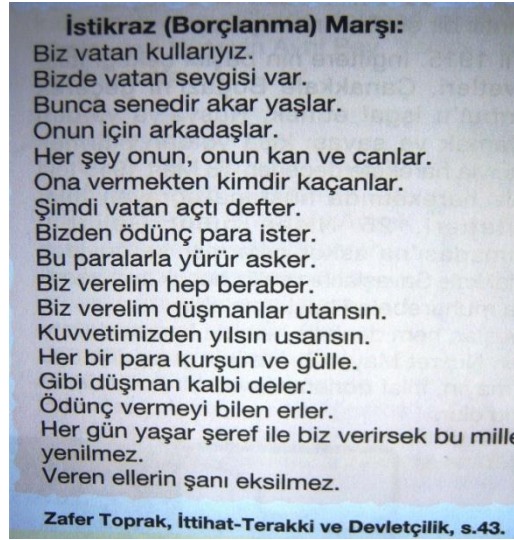 İstikraz (Borçlanma) Marşı:
Biz vatan kullarıyız.
Bizde vatan sevgisi var.
Bunca senedir akar yaşlar.
Onun için arkadaşlar.
Her şey onun, onun kan ve canlar.
Ona vermekten kimdir kaçanlar.
Şimdi vatan açtı defter.
Bizden ödünç para ister.
Bu paralarla yürür asker.
Biz verelim hep beraber.
Biz verelim düşmanlar utansın.
Kuvvetimizden yılsın usansın.
Her bir para kurşun ve gülle.
Gibi düşman kalbi deler.
Ödünç vermeyi bilen erler.
Her gün yaşar şeref ile biz verirsek bu mille
yenilmez.
Veren ellerin şanı eksilmez.
Zafer Toprak, İttihat-Terakki ve Devletçilik, s.43.